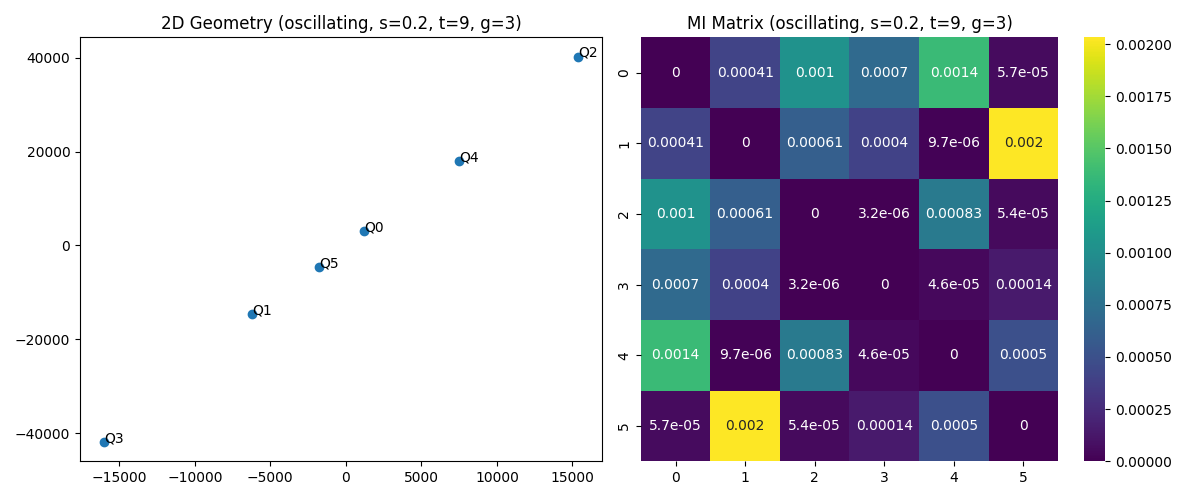 2D Geometry (oscillating, s=0.2, t=9, g=3)
40000
20000
0
−20000
−40000
−15000
−10000
−5000
0
5000
10000
15000
Q2
Q4
Q0
Q5
Q1
Q3
MI Matrix (oscillating, s=0.2, t=9, g=3)
0 0 0.00041 0.001 0.0007 0.0014 5.7e-05
1 0.00041 0 0.00061 0.0004 9.7e-06 0.002
2 0.001 0.00061 0 3.2e-06 0.00083 5.4e-05
3 0.0007 0.0004 3.2e-06 0 4.6e-05 0.00014
4 0.0014 9.7e-06 0.00083 4.6e-05 0 0.0005
5 5.7e-05 0.002 5.4e-05 0.00014 0.0005 0
0 1 2 3 4 5
0.00200
0.00175
0.00150
0.00125
0.00100
0.00075
0.00050
0.00025
0.00000